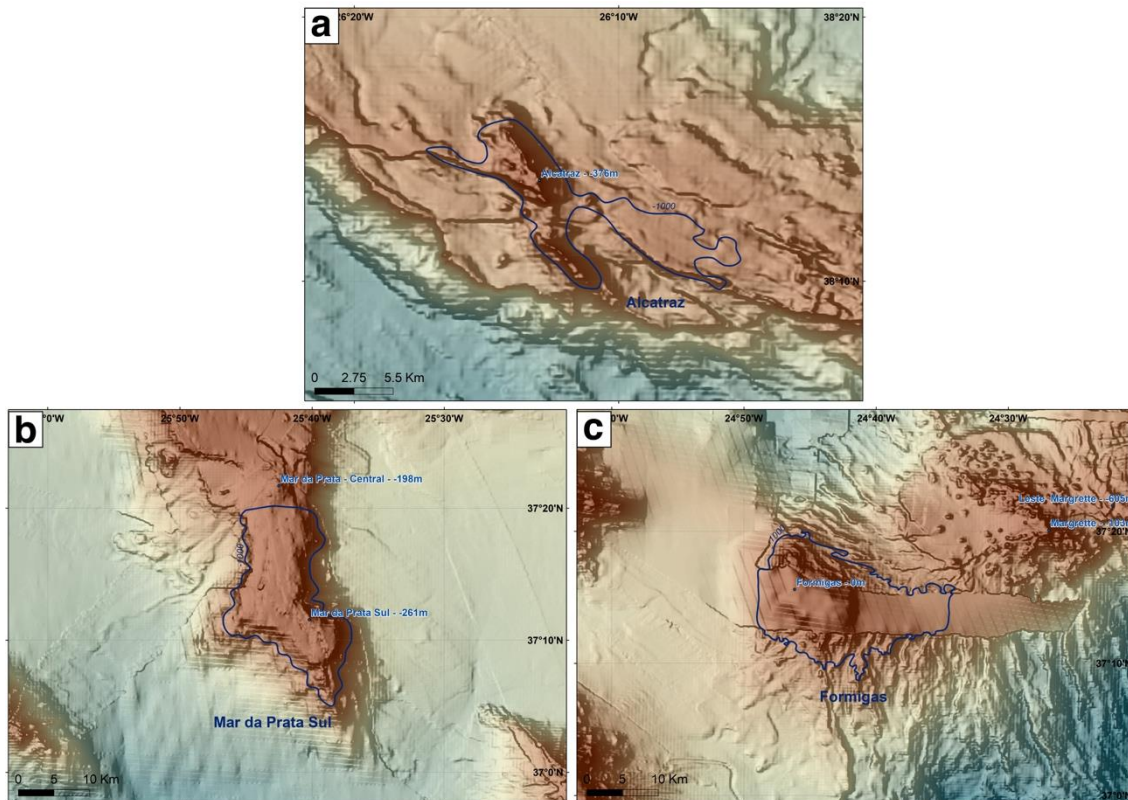 a
26°20'W
26°10'W
38°20'N
Alcatraz - -376m
-1000
38°10'N
Alcatraz
0 2.75 5.5 Km
b
25°50'W
25°40'W
25°30'W
Mar da Prata - Central - -198m
37°20'N
Mar da Prata Sul - -261m
37°10'N
Mar da Prata Sul
37°0'N
0 5 10 Km
c
24°50'W
24°40'W
24°30'W
Leste Margrette
Margrette
37°20'N
Formigas - 0m
37°10'N
Formigas
0 5 10 Km